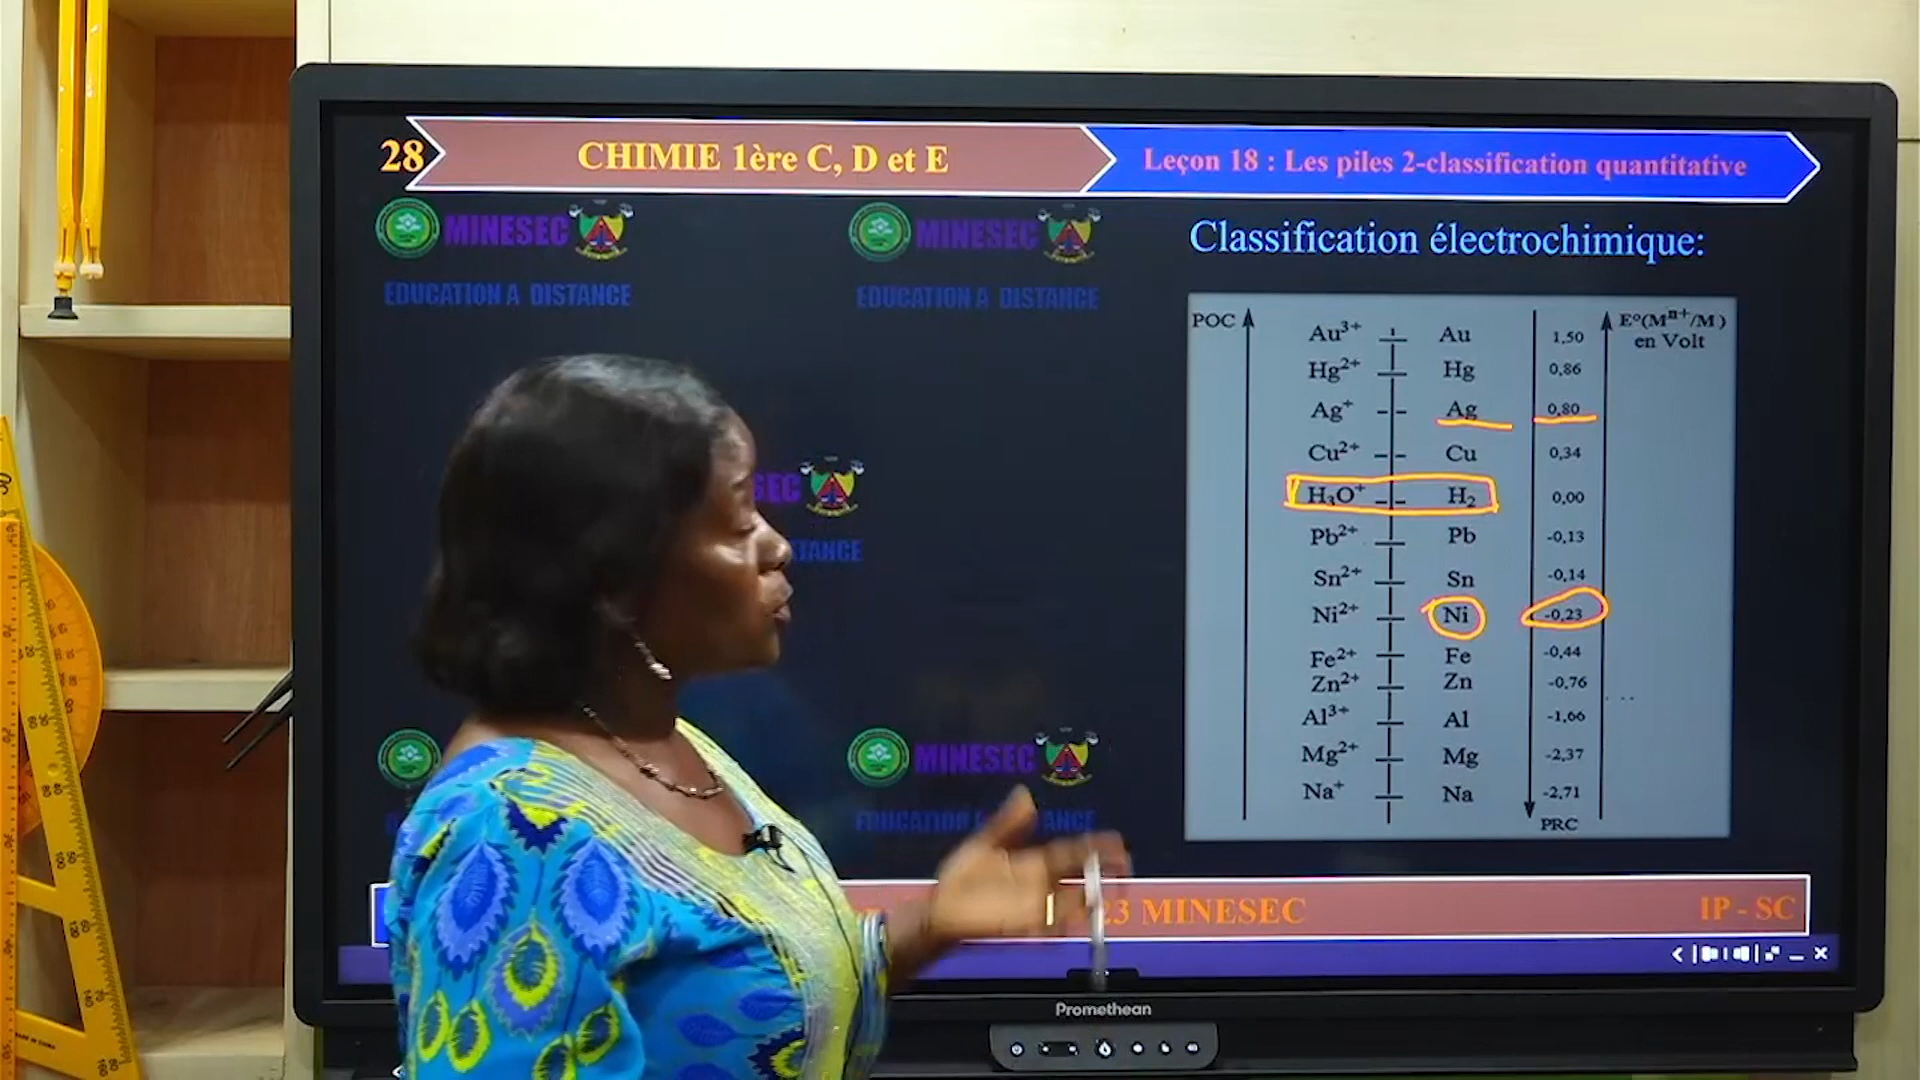 28
CHIMIE 1ère C, D et E
Leçon 18 : Les piles 2-classification quantitative
MINESEC
EDUCATION A DISTANCE
MINESEC
EDUCATION A DISTANCE
Classification électrochimique:
POC
E°(Mⁿ⁺/M)
en Volt
Au³⁺ Au 1,50
Hg²⁺ Hg 0,86
Ag⁺ Ag 0,80
Cu²⁺ Cu 0,34
H₃O⁺ H₂ 0,00
Pb²⁺ Pb -0,13
Sn²⁺ Sn -0,14
Ni²⁺ Ni -0,23
Fe²⁺ Fe -0,44
Zn²⁺ Zn -0,76
Al³⁺ Al -1,66
Mg²⁺ Mg -2,37
Na⁺ Na -2,71
PRC
MINESEC
23 MINESEC
IP - SC
Promethean